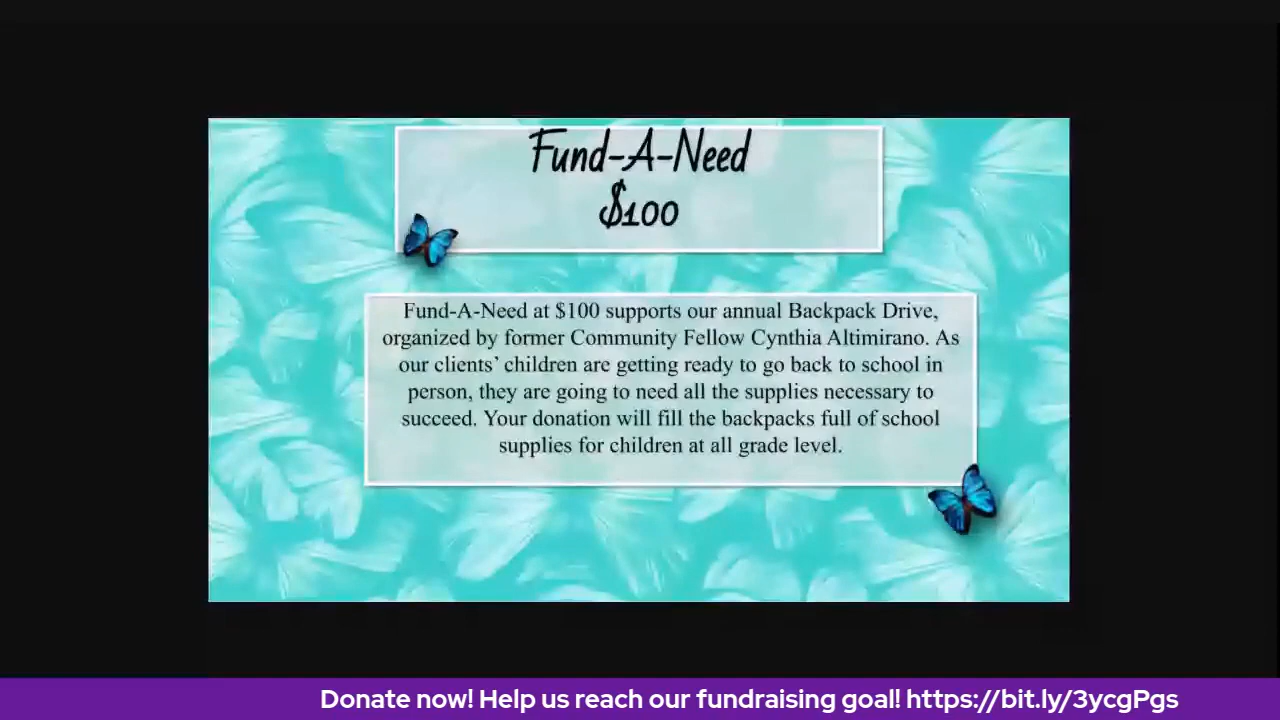 Fund-A-Need
$100
Fund-A-Need at $100 supports our annual Backpack Drive,
organized by former Community Fellow Cynthia Altimirano. As
our clients’ children are getting ready to go back to school in
person, they are going to need all the supplies necessary to
succeed. Your donation will fill the backpacks full of school
supplies for children at all grade level.
Donate now! Help us reach our fundraising goal! https://bit.ly/3ycgPgs